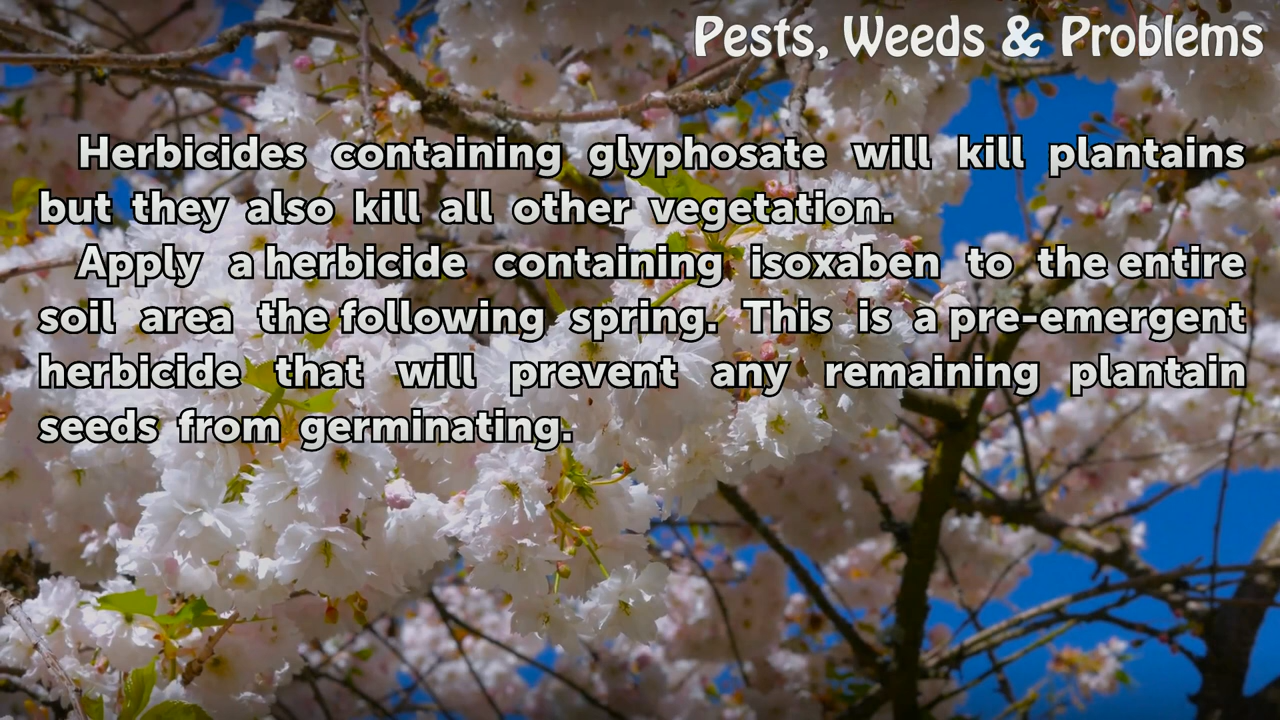 Pests, Weeds & Problems
Herbicides containing glyphosate will kill plantains
but they also kill all other vegetation.
Apply a herbicide containing isoxaben to the entire
soil area the following spring. This is a pre-emergent
herbicide that will prevent any remaining plantain
seeds from germinating.